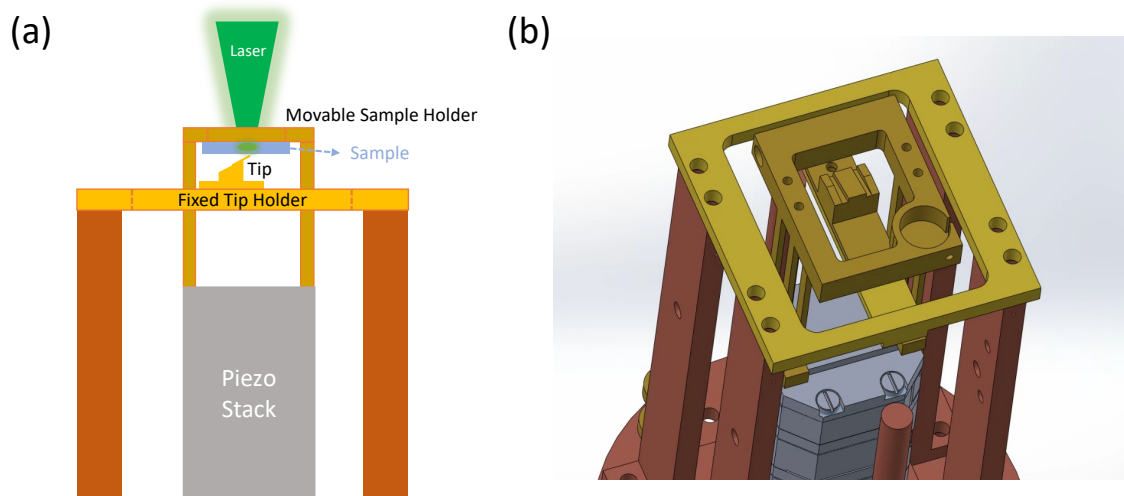 (a)
Laser
Movable Sample Holder
Sample
Tip
Fixed Tip Holder
Piezo
Stack
(b)